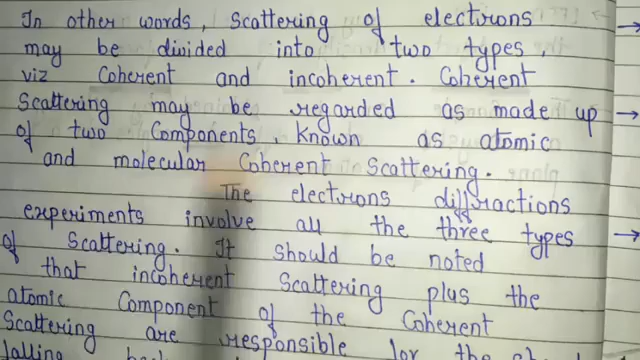 In other words, Scattering of electrons
may be divided into two types,
viz Coherent and incoherent. Coherent
Scattering may be regarded as made up
of two Components, known as atomic
and molecular Coherent Scattering.
The electrons diffractions
experiments involve all the three types
of Scattering. It should be noted
that incoherent Scattering plus the
atomic Component of the Coherent
Scattering are responsible for the